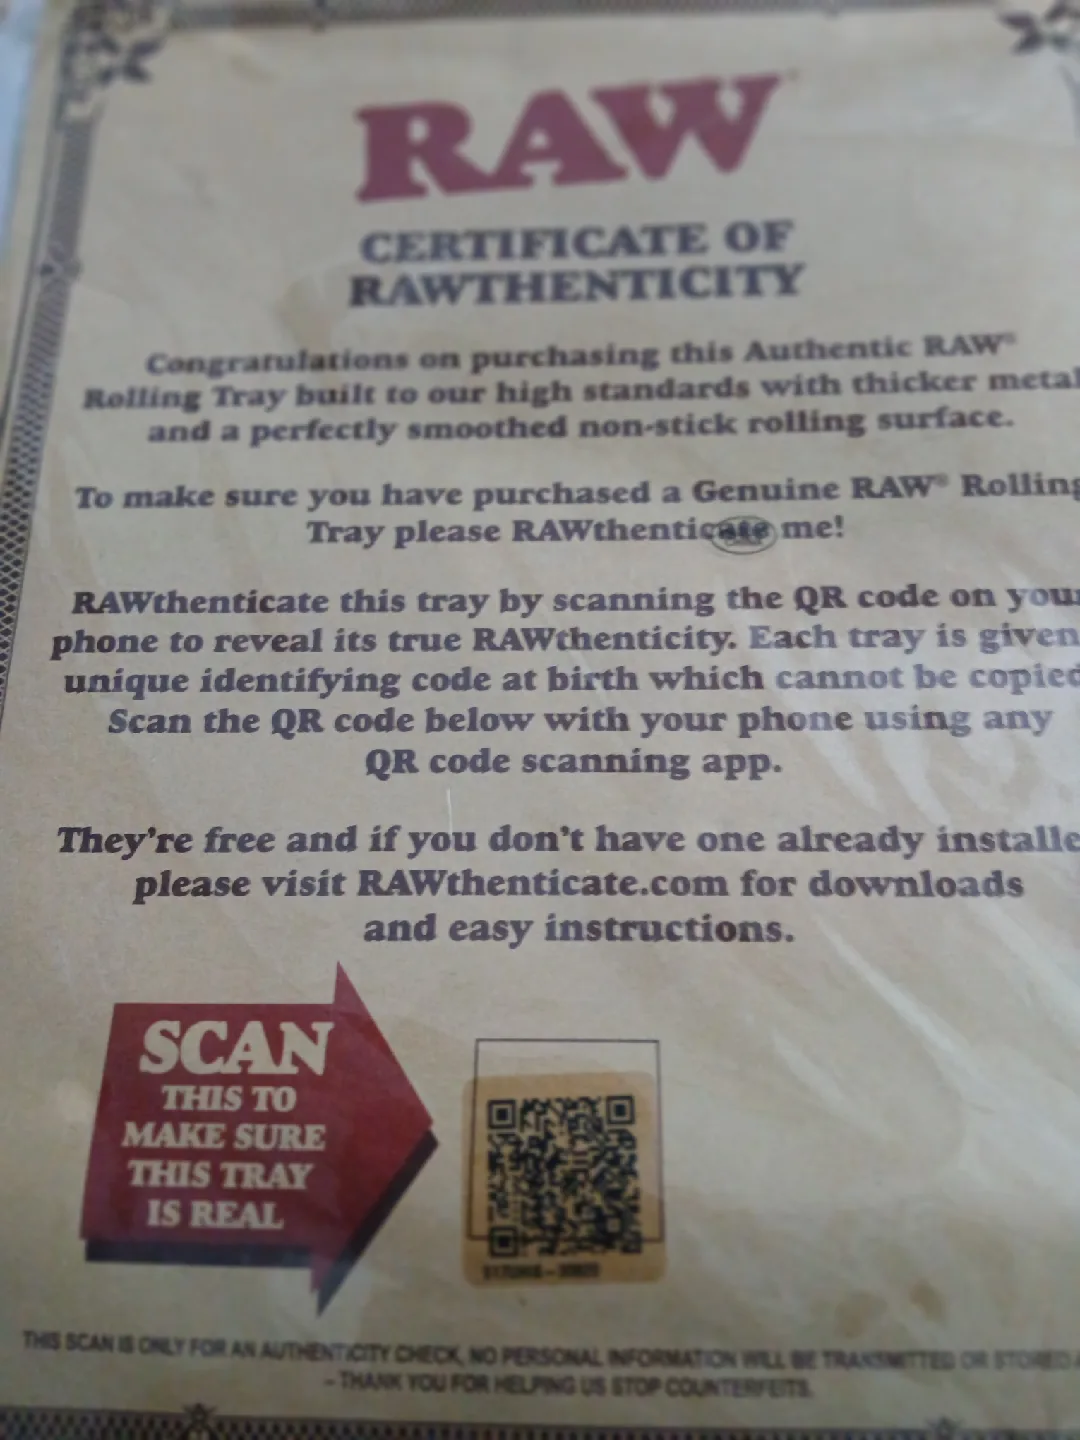 RAW
CERTIFICATE OF
RAWTHENTICITY
Congratulations on purchasing this Authentic RAW®
Rolling Tray built to our high standards with thicker metal
and a perfectly smoothed non-stick rolling surface.
To make sure you have purchased a Genuine RAW® Rolling
Tray please RAWthenticate me!
RAWthenticate this tray by scanning the QR code on your
phone to reveal its true RAWthenticity. Each tray is given
unique identifying code at birth which cannot be copied
Scan the QR code below with your phone using any
QR code scanning app.
They're free and if you don't have one already installe
please visit RAWthenticate.com for downloads
and easy instructions.
SCAN
THIS TO
MAKE SURE
THIS TRAY
IS REAL
THIS SCAN IS ONLY FOR AN AUTHENTICITY CHECK, NO PERSONAL INFORMATION WILL BE TRANSMITTED OR STORED
– THANK YOU FOR HELPING US STOP COUNTERFEITS.